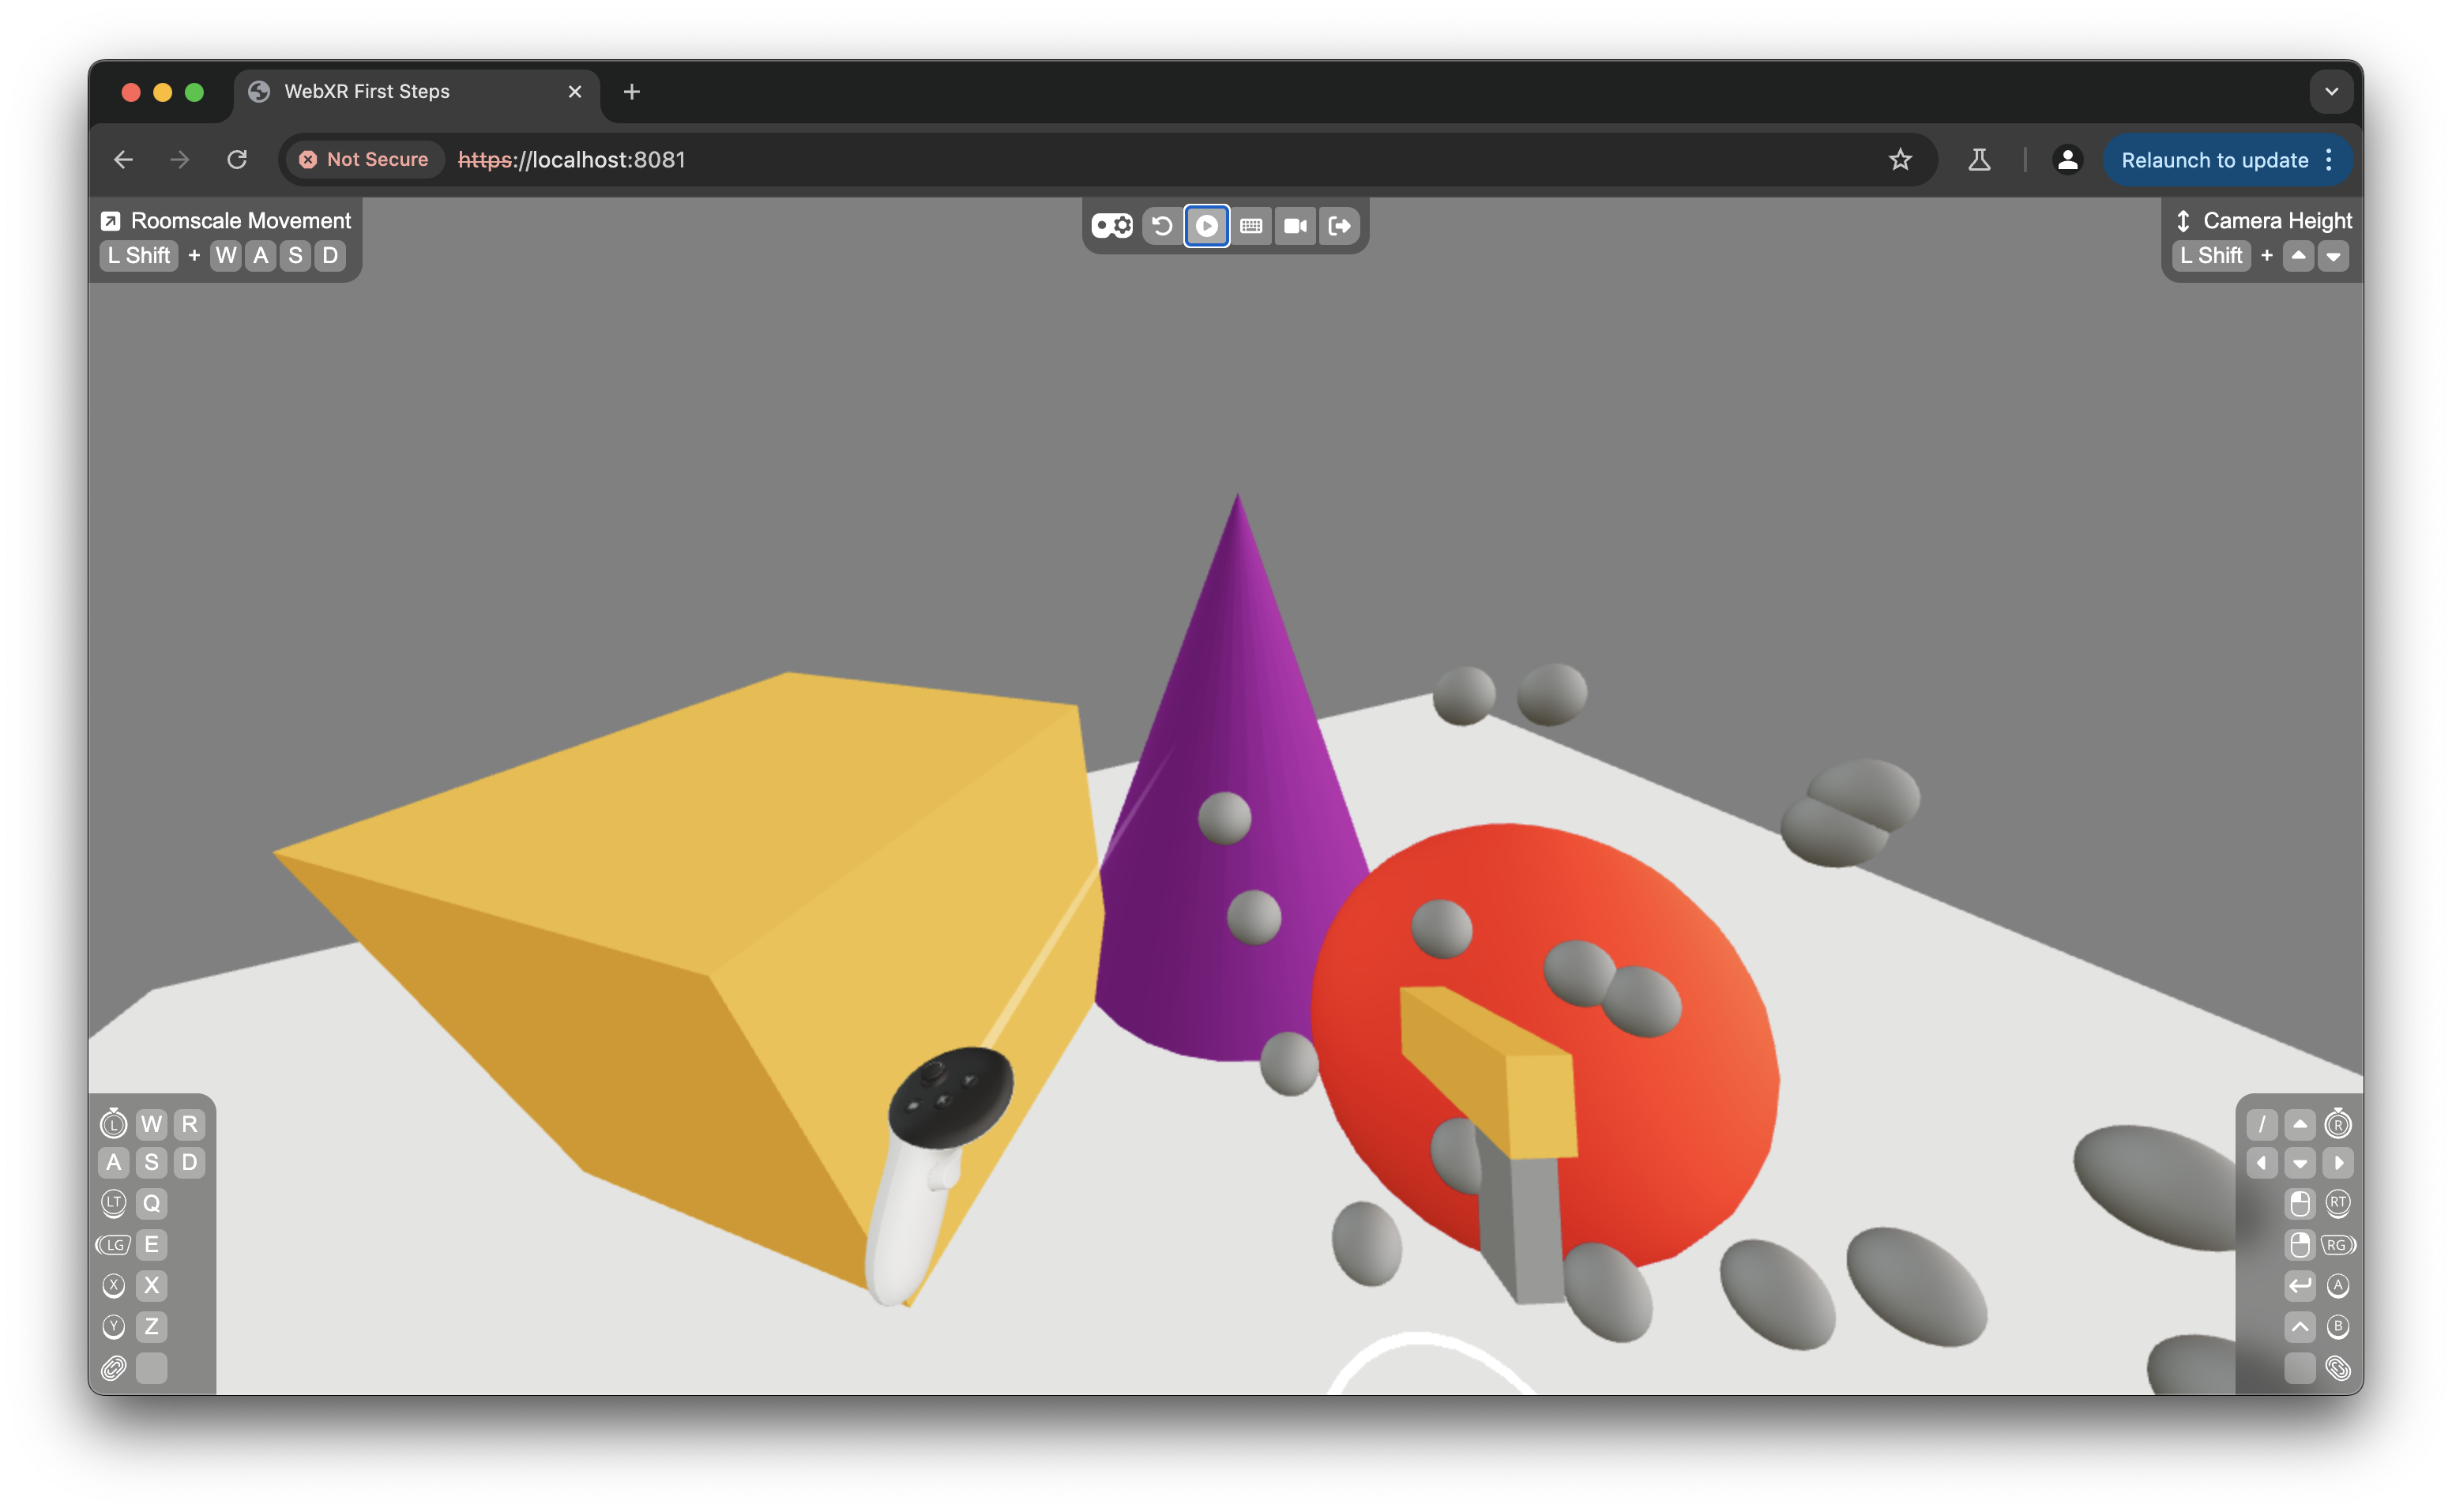 WebXR First Steps
Not Secure https://localhost:8081
Relaunch to update
Roomscale Movement
L Shift + W A S D
Camera Height
L Shift +
L W R
A S D
LT Q
LG E
X X
Y Z
/ R
RT
RG
A
B